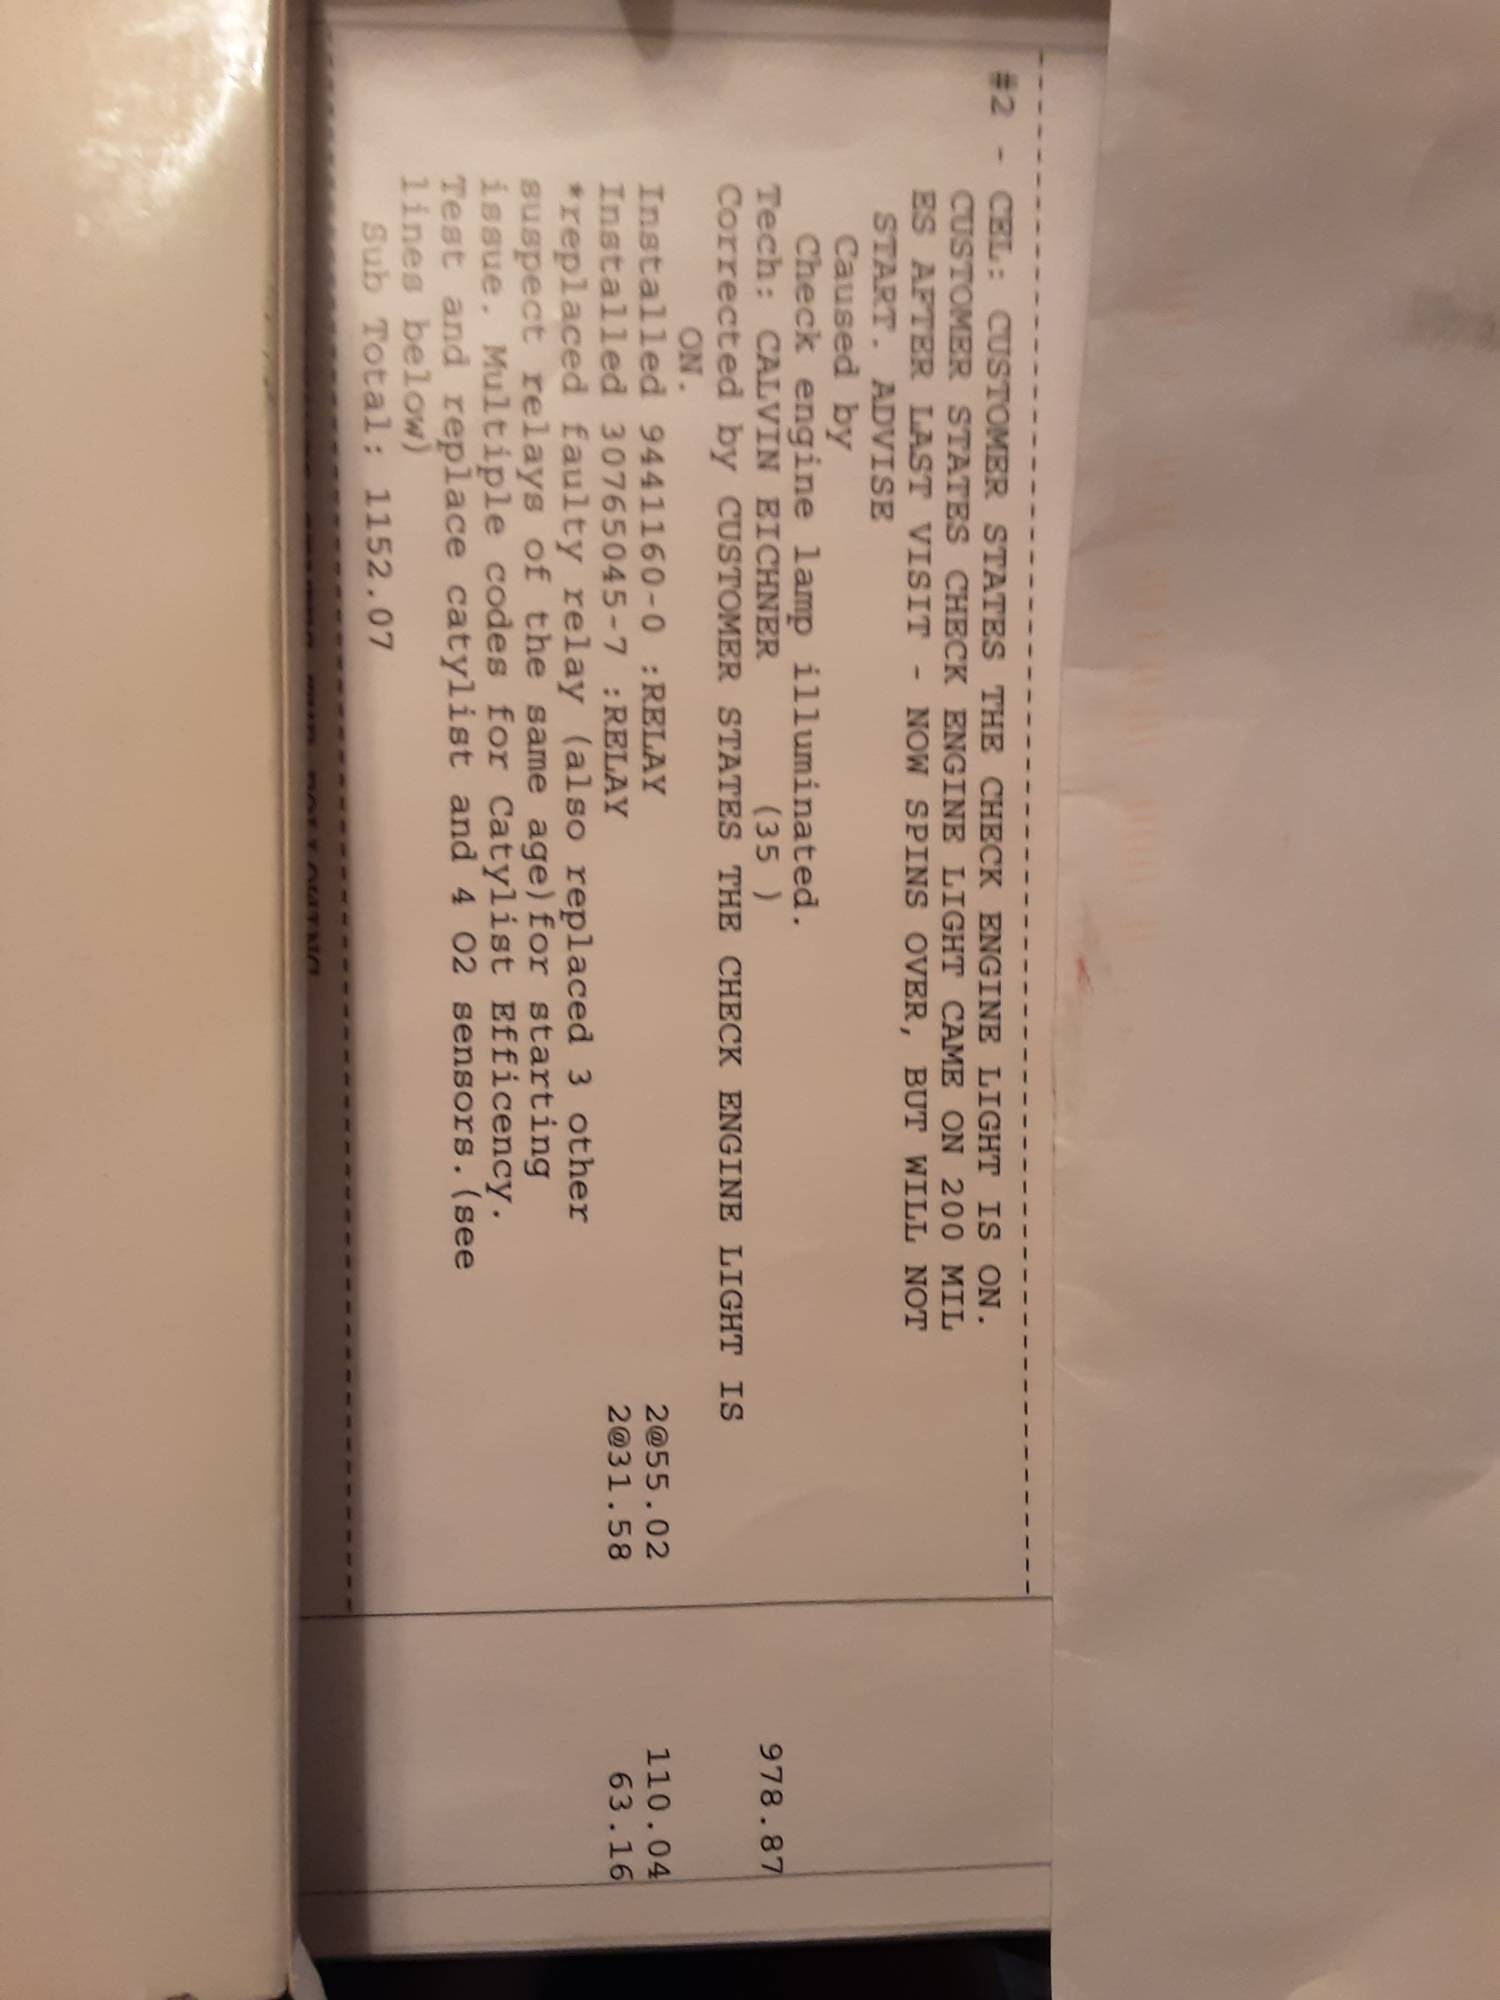 #2 - CEL: CUSTOMER STATES THE CHECK ENGINE LIGHT IS ON.
CUSTOMER STATES CHECK ENGINE LIGHT CAME ON 200 MIL
ES AFTER LAST VISIT - NOW SPINS OVER, BUT WILL NOT
START. ADVISE
Caused by
Check engine lamp illuminated.
Tech: CALVIN EICHNER (35 ) 978.87
Corrected by CUSTOMER STATES THE CHECK ENGINE LIGHT IS
ON.
Installed 9441160-0 :RELAY 2@55.02 110.04
Installed 30765045-7 :RELAY 2@31.58 63.16
*replaced faulty relay (also replaced 3 other
suspect relays of the same age)for starting
issue. Multiple codes for Catylist Efficency.
Test and replace catylist and 4 O2 sensors.(see
lines below)
Sub Total: 1152.07